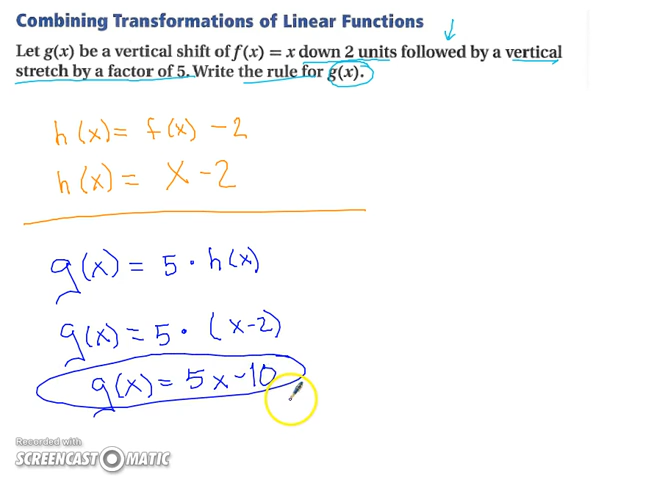 Combining Transformations of Linear Functions
Let g(x) be a vertical shift of f(x) = x down 2 units followed by a vertical
stretch by a factor of 5. Write the rule for g(x).
h(x) = f(x) - 2
h(x) = x - 2
g(x) = 5 · h(x)
g(x) = 5 · (x-2)
g(x) = 5x-10
Recorded with
SCREENCAST O MATIC